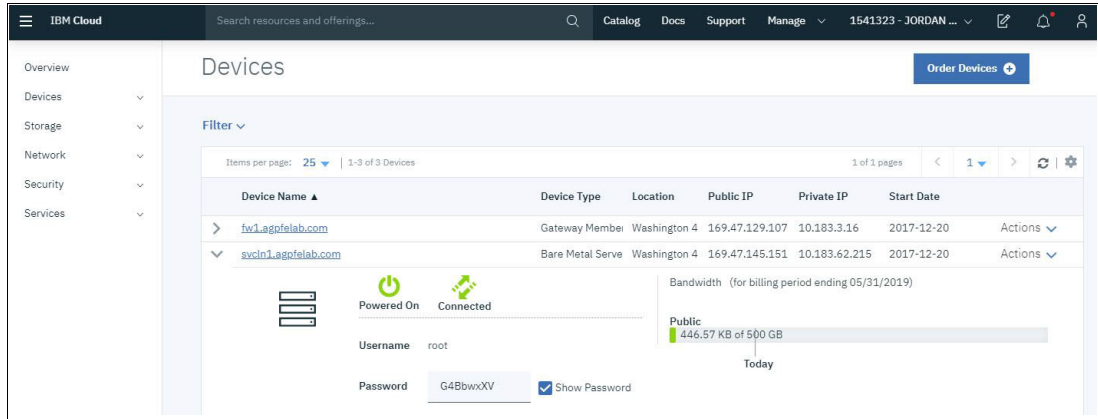 IBM Cloud Search resources and offerings... Catalog Docs Support Manage 1541323 - JORDAN ...
Overview
Devices
Storage
Network
Security
Services
Devices
Order Devices
Filter
Items per page: 25 | 1-3 of 3 Devices 1 of 1 pages 1
Device Name ▲ Device Type Location Public IP Private IP Start Date
fw1.agpfelab.com Gateway Member Washington 4 169.47.129.107 10.183.3.16 2017-12-20 Actions
svcln1.agpfelab.com Bare Metal Serve Washington 4 169.47.145.151 10.183.62.215 2017-12-20 Actions
Powered On Connected
Username root
Password G4BbwxXV Show Password
Bandwidth (for billing period ending 05/31/2019)
Public
446.57 KB of 500 GB
Today